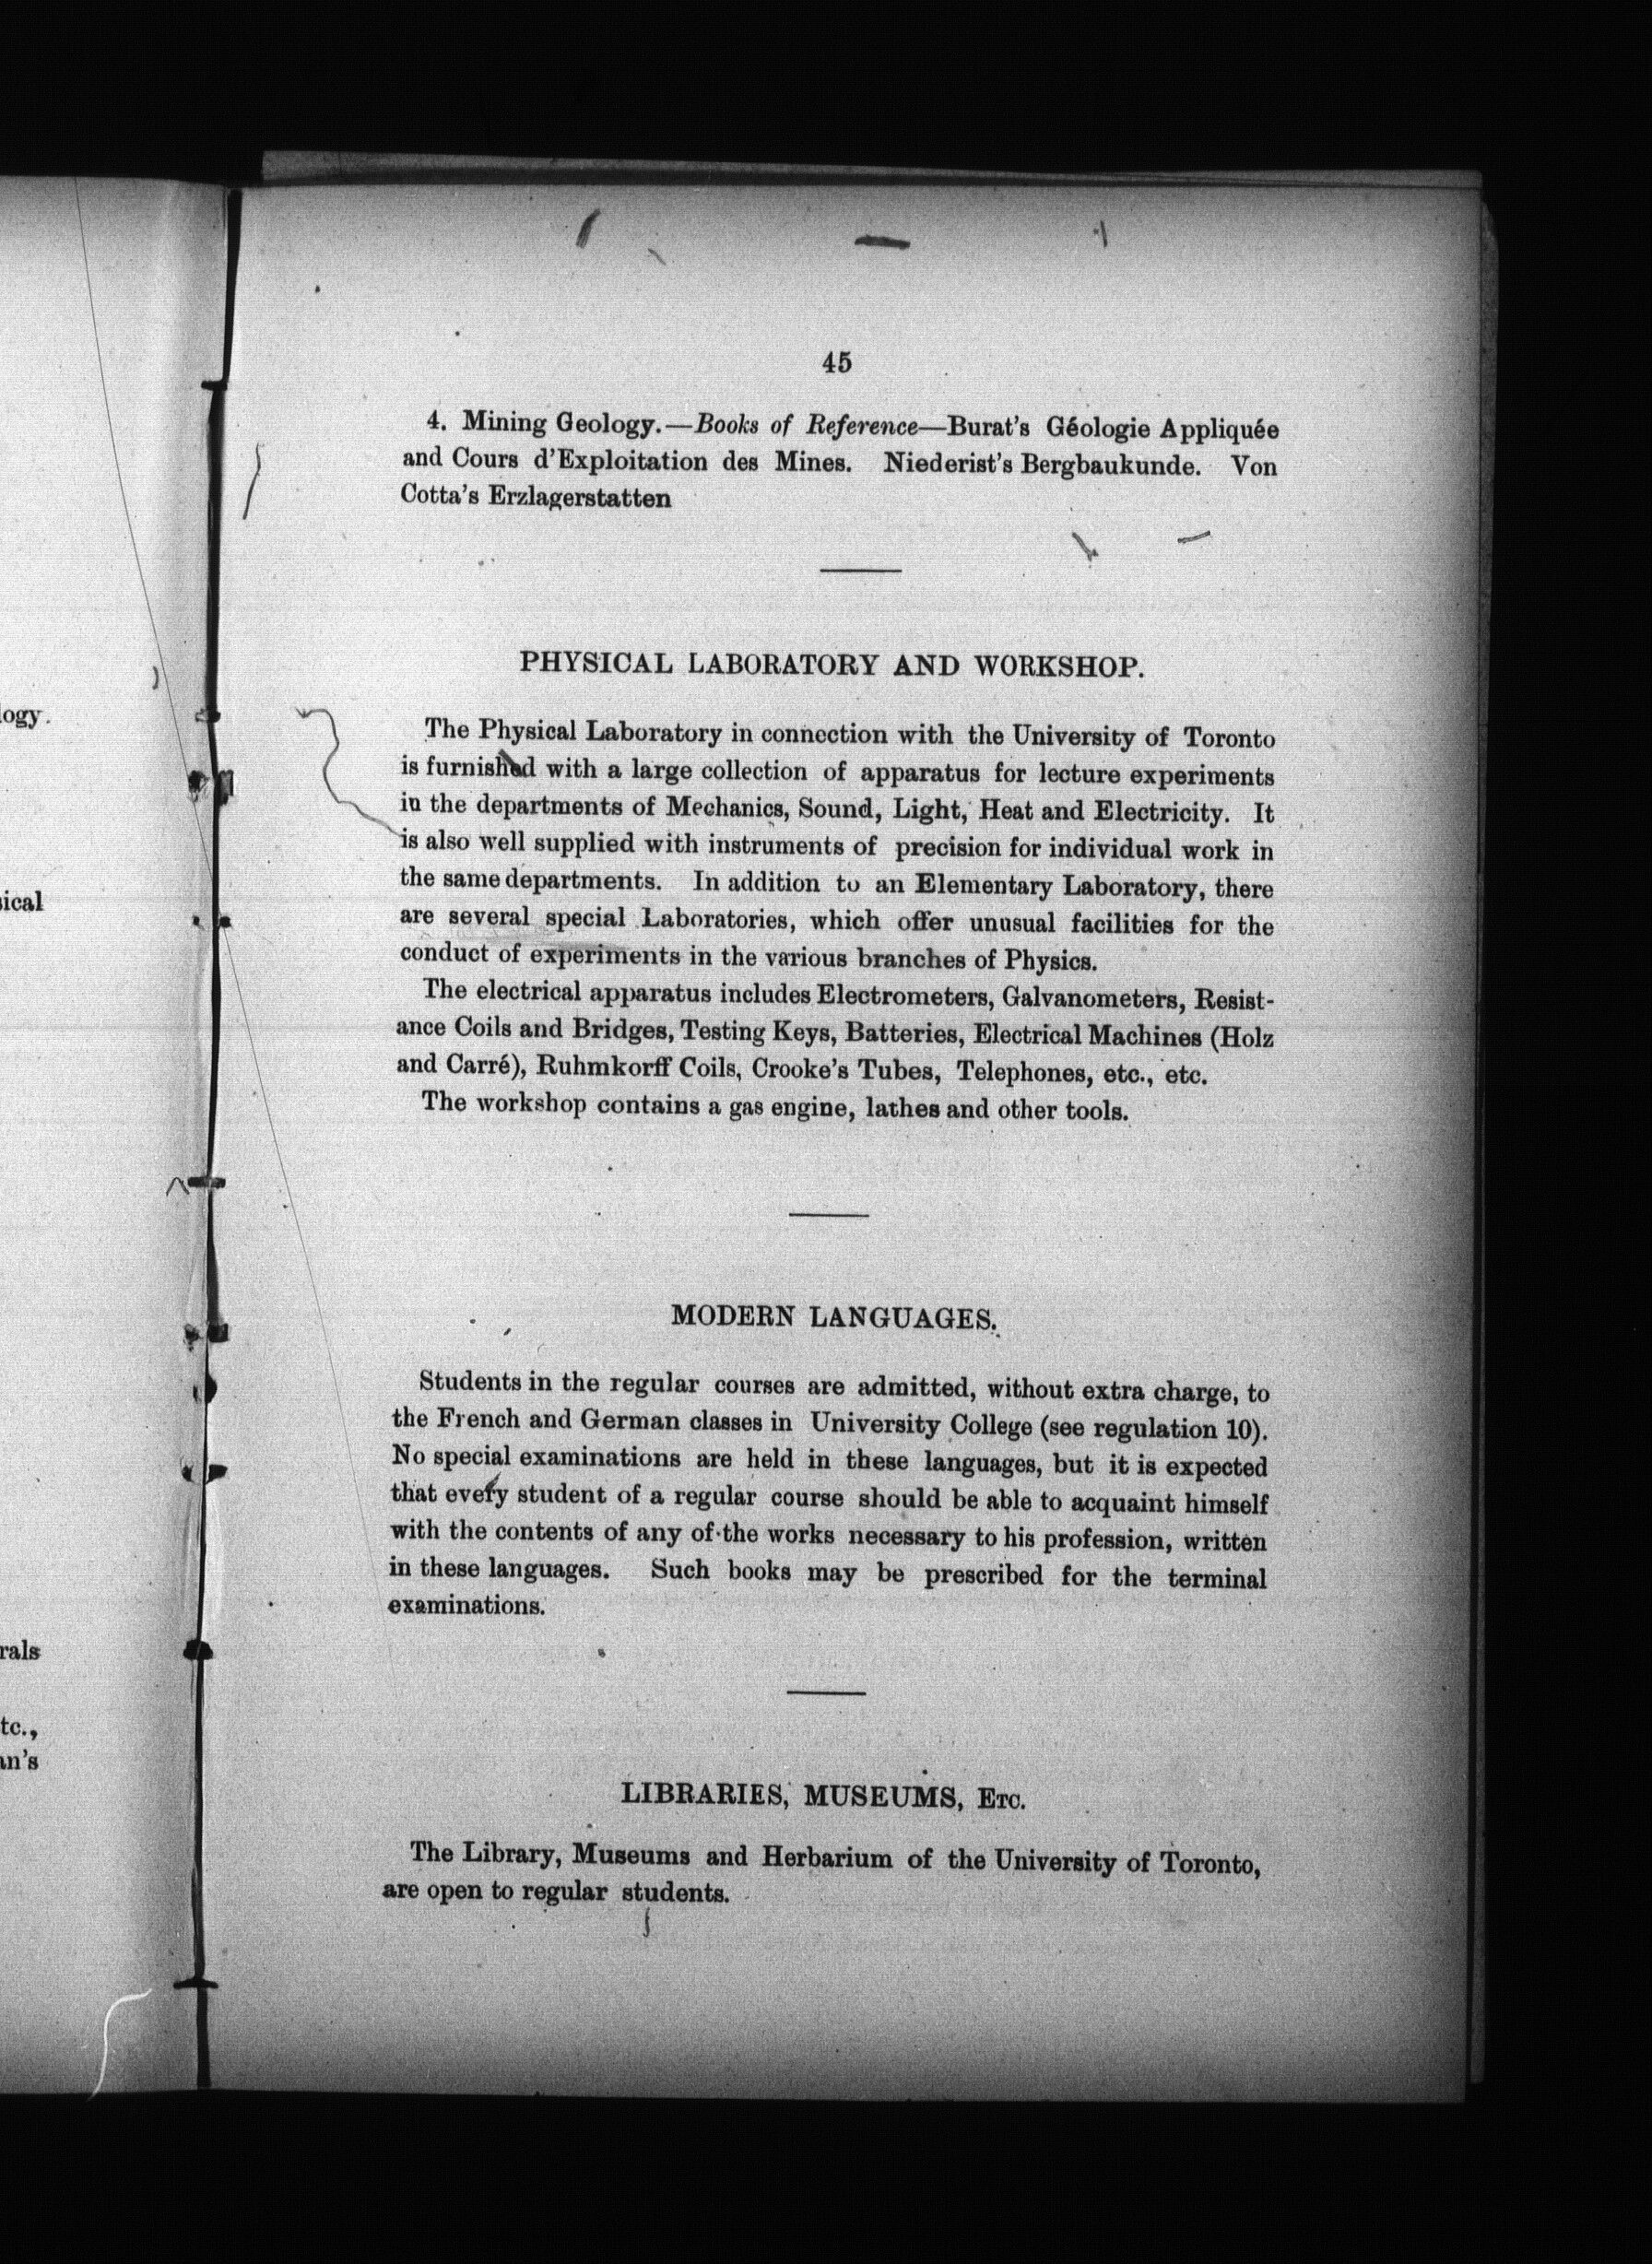 45
4. Mining Geology.—Books of Reference—Burat's Géologie Appliquée
and Cours d'Exploitation des Mines. Niederist's Bergbaukunde. Von
Cotta's Erzlagerstatten
PHYSICAL LABORATORY AND WORKSHOP.
The Physical Laboratory in connection with the University of Toronto
is furnished with a large collection of apparatus for lecture experiments
in the departments of Mechanics, Sound, Light, Heat and Electricity. It
is also well supplied with instruments of precision for individual work in
the same departments. In addition to an Elementary Laboratory, there
are several special Laboratories, which offer unusual facilities for the
conduct of experiments in the various branches of Physics.
The electrical apparatus includes Electrometers, Galvanometers, Resist-
ance Coils and Bridges, Testing Keys, Batteries, Electrical Machines (Holz
and Carré), Ruhmkorff Coils, Crooke's Tubes, Telephones, etc., etc.
The workshop contains a gas engine, lathes and other tools.
MODERN LANGUAGES.
Students in the regular courses are admitted, without extra charge, to
the French and German classes in University College (see regulation 10).
No special examinations are held in these languages, but it is expected
that every student of a regular course should be able to acquaint himself
with the contents of any of the works necessary to his profession, written
in these languages. Such books may be prescribed for the terminal
examinations.
LIBRARIES, MUSEUMS, ETC.
The Library, Museums and Herbarium of the University of Toronto,
are open to regular students.